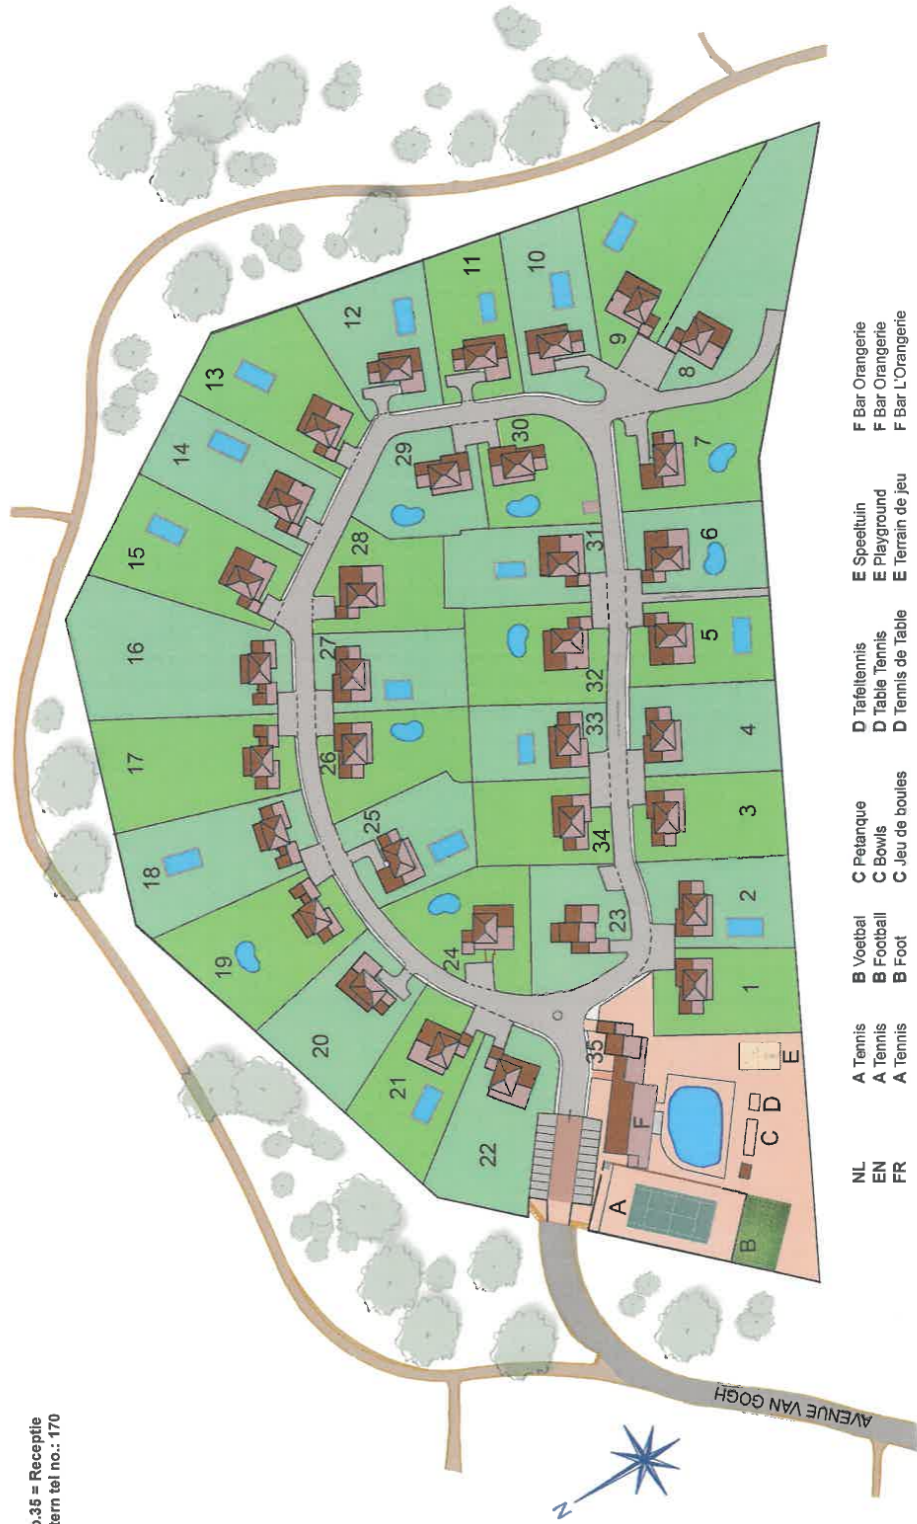 o.35 = Receptie
tern tel no.: 170
N
AVENUE VAN GOGH
1
2
3
4
5
6
7
8
9
10
11
12
13
14
15
16
17
18
19
20
21
22
23
24
25
26
27
28
29
30
31
32
33
34
35
A
B
C
D
E
F
NL A Tennis B Voetbal C Petanque D Tafeltennis E Speeltuin F Bar Orangerie
EN A Tennis B Football C Bowls D Table Tennis E Playground F Bar Orangerie
FR A Tennis B Foot C Jeu de boules D Tennis de Table E Terrain de jeu F Bar L'Orangerie